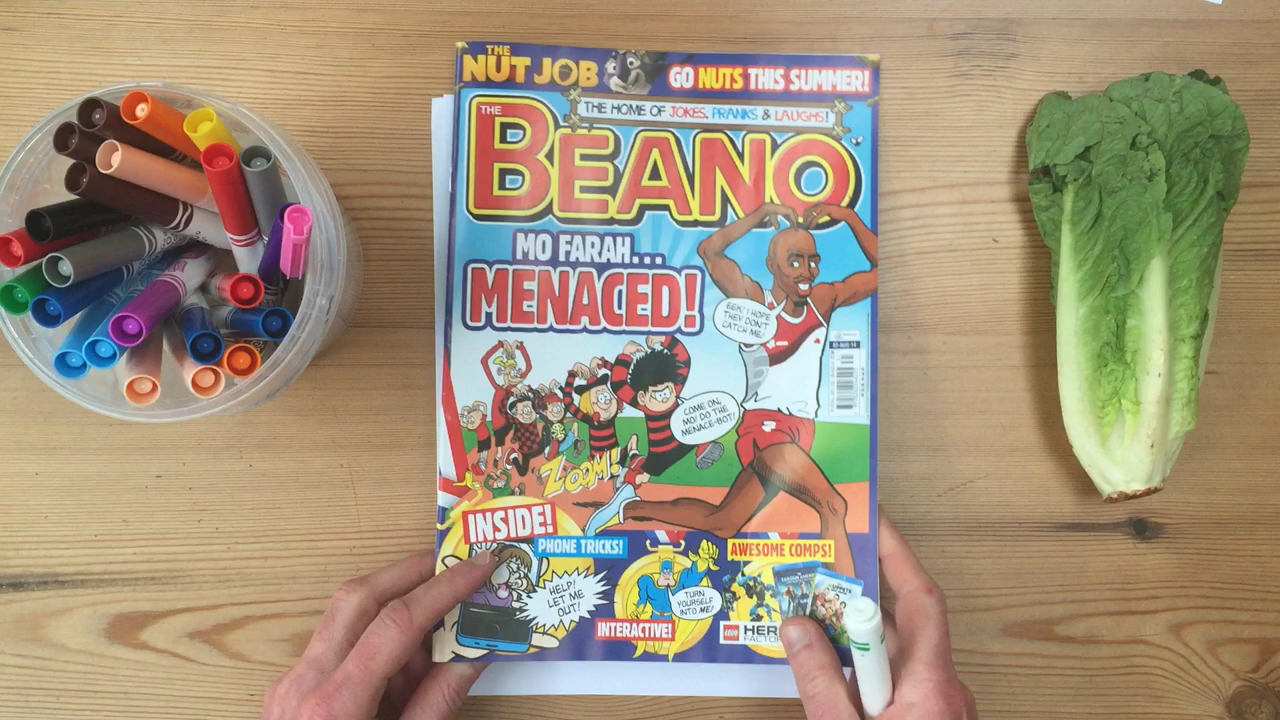 THE
NUT JOB
GO NUTS THIS SUMMER!
THE HOME OF JOKES, PRANKS & LAUGHS!
THE
BEANO
MO FARAH...
MENACED!
EEK! I HOPE
THEY DON'T
CATCH ME!
COME ON,
MO! DO THE
MENACE-BOT!
ZOOM!
INSIDE!
PHONE TRICKS!
HELP!
LET ME
OUT!
TURN
YOURSELF
INTO ME!
INTERACTIVE!
AWESOME COMPS!
LEGO
HER
FACTO